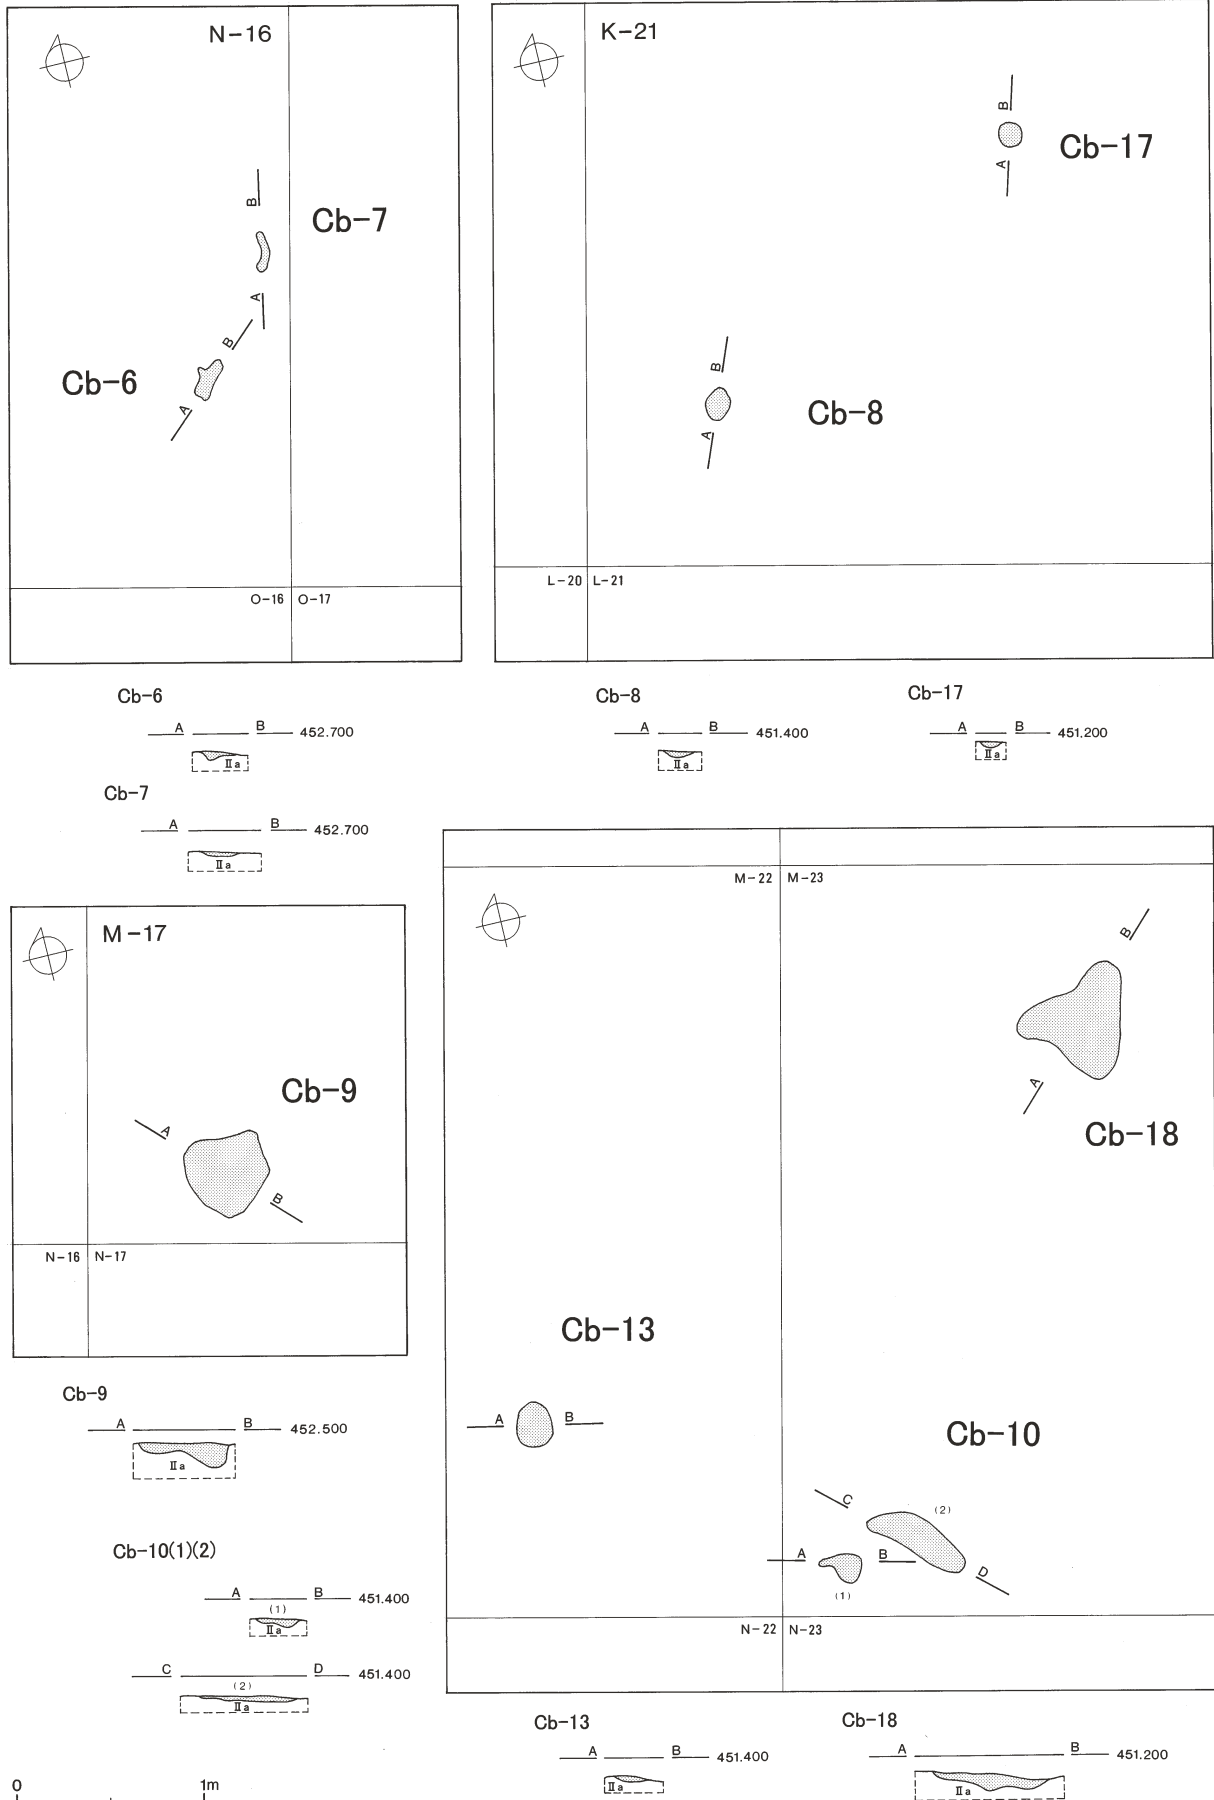 N-16
B
Cb-7
A
B
Cb-6
A
O-16 O-17
K-21
B
Cb-17
A
B
Cb-8
A
L-20 L-21
Cb-6
A B 452.700
Ⅱa
Cb-7
A B 452.700
Ⅱa
Cb-8
A B 451.400
Ⅱa
Cb-17
A B 451.200
Ⅱa
M-17
Cb-9
A
B
N-16 N-17
Cb-9
A B 452.500
Ⅱa
Cb-10(1)(2)
A B 451.400
(1)
Ⅱa
C D 451.400
(2)
Ⅱa
M-22 M-23
B
A
Cb-18
Cb-13
A B
Cb-10
C
(2)
A B
D
(1)
N-22 N-23
Cb-13
A B 451.400
Ⅱa
Cb-18
A B 451.200
Ⅱa
0 1m